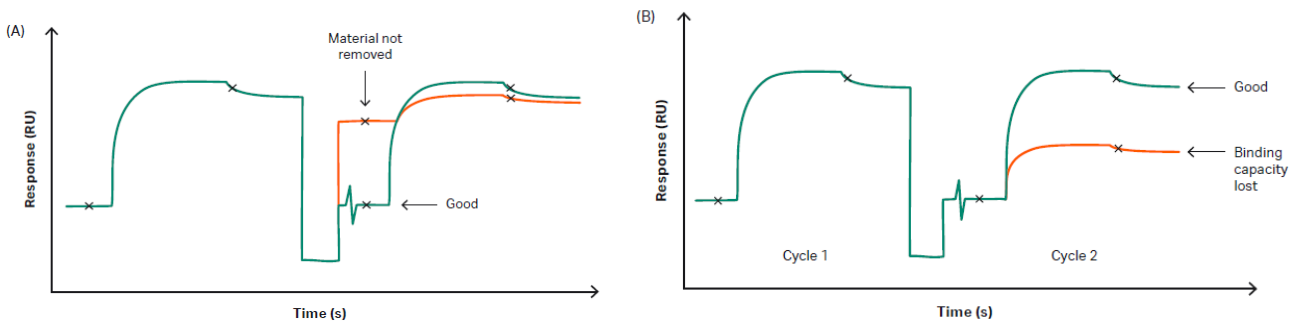 (A)
Response (RU)
Material not
removed
Good
Time (s)
(B)
Response (RU)
Good
Binding
capacity
lost
Cycle 1
Cycle 2
Time (s)